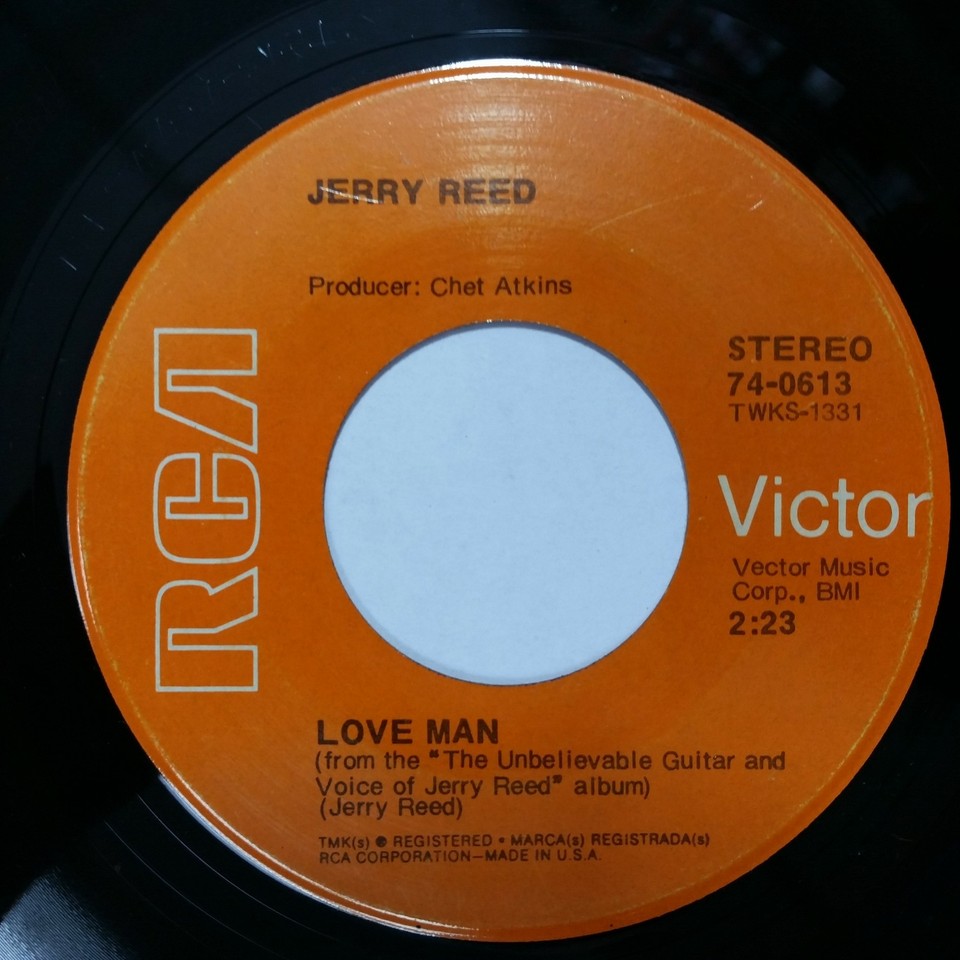 JERRY REED
Producer: Chet Atkins
RCA
STEREO
74-0613
TWKS-1331
Victor
Vector Music
Corp., BMI
2:23
LOVE MAN
(from the "The Unbelievable Guitar and
Voice of Jerry Reed" album)
(Jerry Reed)
TMK(s) ® REGISTERED • MARCA(s) REGISTRADA(s)
RCA CORPORATION—MADE IN U.S.A.